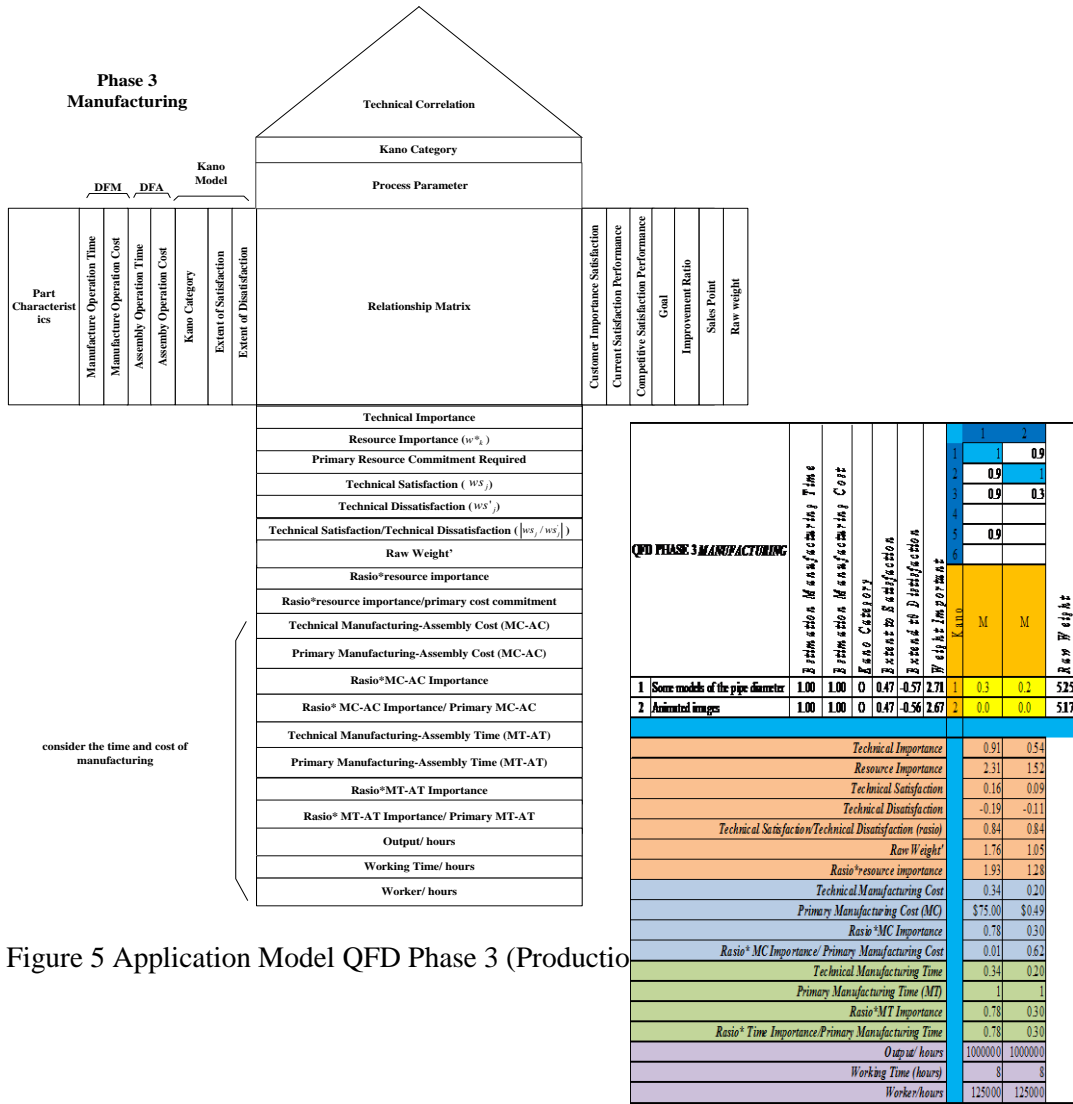 Phase 3
Manufacturing
Technical Correlation
Kano Category
Process Parameter
DFM
DFA
Kano
Model
Part
Characterist
ics
Manufacture Operation Time
Manufacture Operation Cost
Assembly Operation Time
Assemby Operation Cost
Kano Category
Extent of Satisfaction
Extent of Disatisfaction
Relationship Matrix
Customer Importance Satisfaction
Current Satisfaction Performance
Competitive Satisfaction Performance
Goal
Improvement Ratio
Sales Point
Raw weight
Technical Importance
Resource Importance (w*k)
Primary Resource Commitment Required
Technical Satisfaction ( ws j)
Technical Dissatisfaction (ws' j)
Technical Satisfaction/Technical Dissatisfaction ( |ws j / ws j| )
Raw Weight'
Rasio*resource importance
Rasio*resource importance/primary cost commitment
Technical Manufacturing-Assembly Cost (MC-AC)
Primary Manufacturing-Assembly Cost (MC-AC)
Rasio*MC-AC Importance
Rasio* MC-AC Importance/ Primary MC-AC
Technical Manufacturing-Assembly Time (MT-AT)
Primary Manufacturing-Assembly Time (MT-AT)
Rasio*MT-AT Importance
Rasio* MT-AT Importance/ Primary MT-AT
Output/ hours
Working Time/ hours
Worker/ hours
consider the time and cost of
manufacturing
Figure 5 Application Model QFD Phase 3 (Productio
QFD PHASE 3 MANUFACTURING
Estimation Manufacturing Time
Estimation Manufacturing Cost
Kano Category
Extent to Satisfaction
Extend to Disatisfaction
Weight Important
Kano
Raw Weight
1 2
1 1 0.9
2 0.9 1
3 0.9 0.3
4
5 0.9
6
M M
1 Some models of the pipe diameter 1.00 1.00 O 0.47 -0.57 2.71 1 0.3 0.2 5.25
2 Animated images 1.00 1.00 O 0.47 -0.56 2.67 2 0.0 0.0 5.17
Technical Importance 0.91 0.54
Resource Importance 2.31 1.52
Technical Satisfaction 0.16 0.09
Technical Disatisfaction -0.19 -0.11
Technical Satisfaction/Technical Disatisfaction (rasio) 0.84 0.84
Raw Weight' 1.76 1.05
Rasio*resource importance 1.93 1.28
Technical Manufacturing Cost 0.34 0.20
Primary Manufacturing Cost (MC) $75.00 $0.49
Rasio*MC Importance 0.78 0.30
Rasio* MC Importance/ Primary Manufacturing Cost 0.01 0.62
Technical Manufacturing Time 0.34 0.20
Primary Manufacturing Time (MT) 1 1
Rasio*MT Importance 0.78 0.30
Rasio* Time Importance/Primary Manufacturing Time 0.78 0.30
Output/ hours 1000000 1000000
Working Time (hours) 8 8
Worker/hours 125000 125000